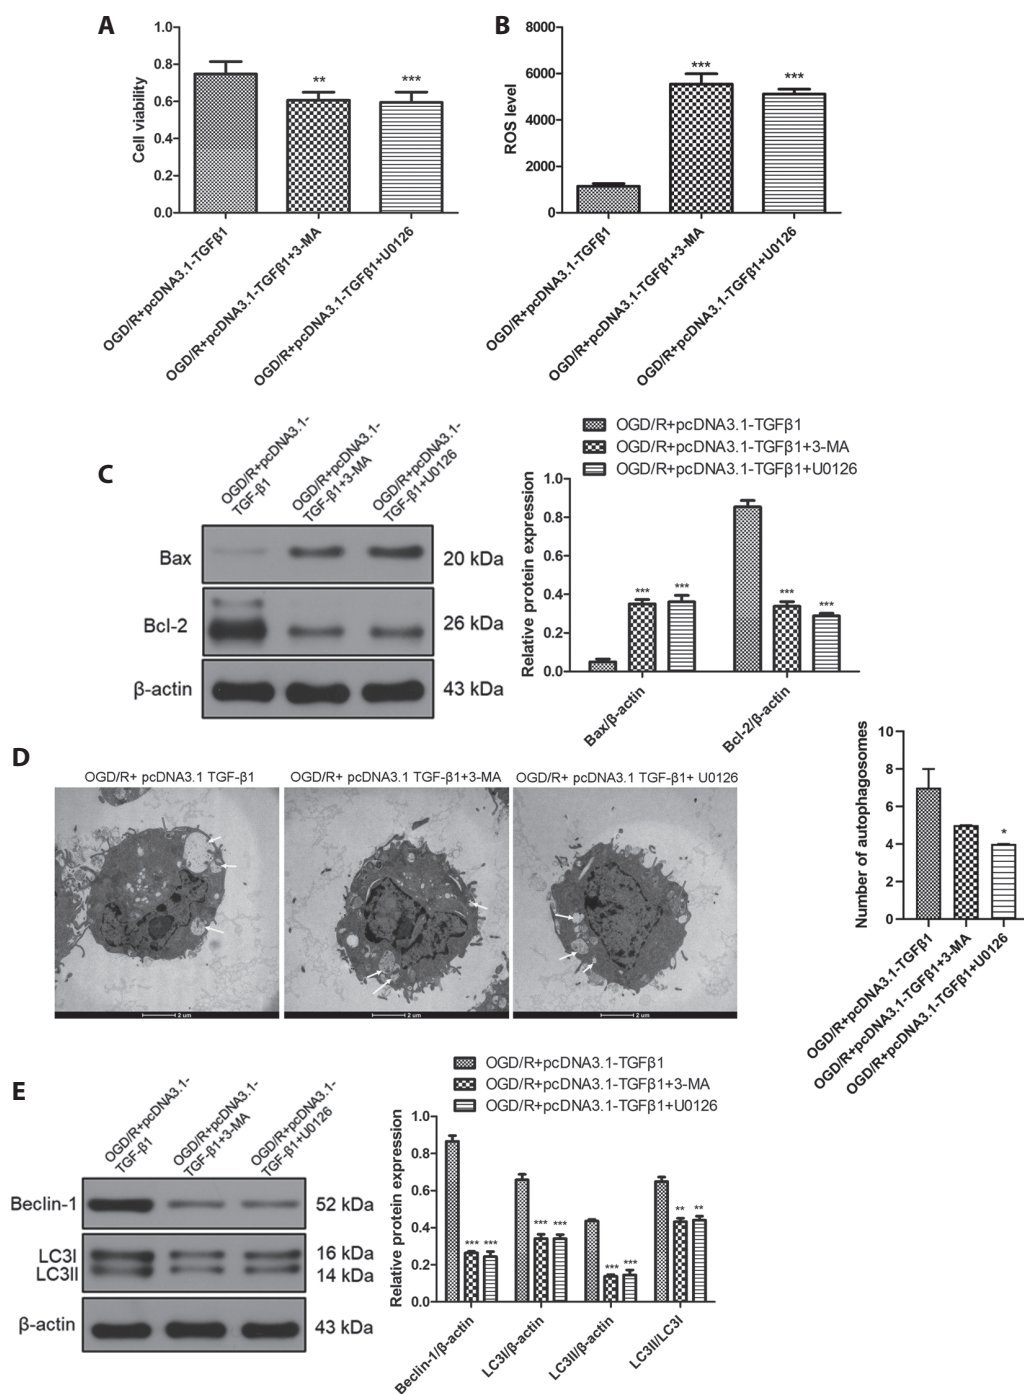 A
Cell viability
1.0
0.8
0.6
0.4
0.2
0.0
**
***
OGD/R+pcDNA3.1-TGFβ1
OGD/R+pcDNA3.1-TGFβ1+3-MA
OGD/R+pcDNA3.1-TGFβ1+U0126
B
ROS level
8000
6000
4000
2000
0
***
***
OGD/R+pcDNA3.1-TGFβ1
OGD/R+pcDNA3.1-TGFβ1+3-MA
OGD/R+pcDNA3.1-TGFβ1+U0126
C
OGD/R+pcDNA3.1-
TGF-β1
OGD/R+pcDNA3.1-
TGF-β1+3-MA
OGD/R+pcDNA3.1-
TGF-β1+U0126
Bax
20 kDa
Bcl-2
26 kDa
β-actin
43 kDa
OGD/R+pcDNA3.1-TGFβ1
OGD/R+pcDNA3.1-TGFβ1+3-MA
OGD/R+pcDNA3.1-TGFβ1+U0126
Relative protein expression
1.0
0.8
0.6
0.4
0.2
0.0
***
***
***
***
Bax/β-actin
Bcl-2/β-actin
D
OGD/R+ pcDNA3.1 TGF-β1
OGD/R+ pcDNA3.1 TGF-β1+3-MA
OGD/R+ pcDNA3.1 TGF-β1+ U0126
2 um
2 um
2 um
Number of autophagosomes
10
8
6
4
2
0
*
OGD/R+pcDNA3.1-TGFβ1
OGD/R+pcDNA3.1-TGFβ1+3-MA
OGD/R+pcDNA3.1-TGFβ1+U0126
E
OGD/R+pcDNA3.1-
TGF-β1
OGD/R+pcDNA3.1-
TGF-β1+3-MA
OGD/R+pcDNA3.1-
TGF-β1+U0126
Beclin-1
52 kDa
LC3I
16 kDa
LC3II
14 kDa
β-actin
43 kDa
OGD/R+pcDNA3.1-TGFβ1
OGD/R+pcDNA3.1-TGFβ1+3-MA
OGD/R+pcDNA3.1-TGFβ1+U0126
Relative protein expression
1.0
0.8
0.6
0.4
0.2
0.0
***
***
***
***
***
***
**
**
Beclin-1/β-actin
LC3I/β-actin
LC3II/β-actin
LC3II/LC3I